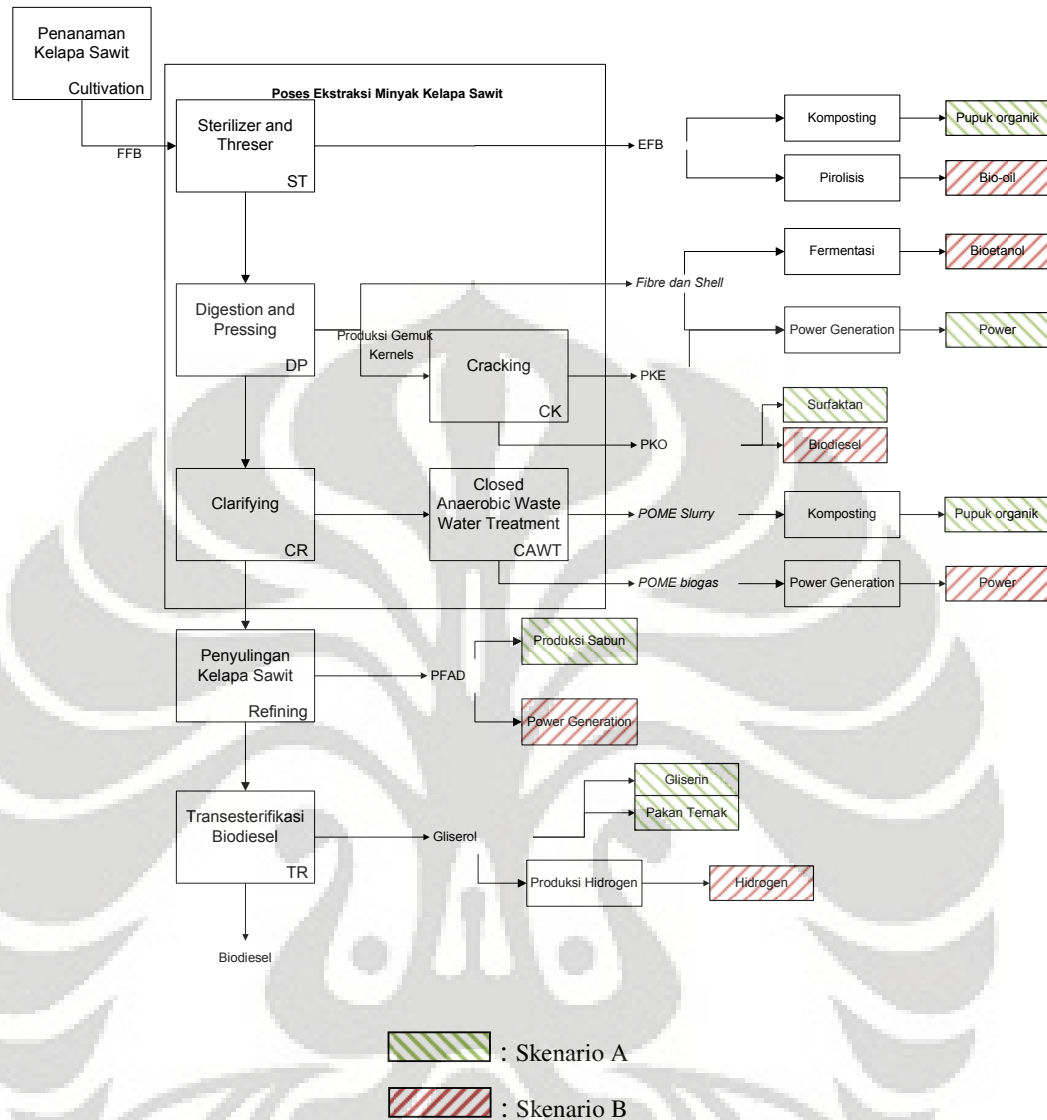 Penanaman
Kelapa Sawit
Cultivation
Poses Ekstraksi Minyak Kelapa Sawit
FFB
Sterilizer and
Threser
ST
EFB
Komposting
Pupuk organik
Pirolisis
Bio-oil
Fermentasi
Bioetanol
Fibre dan Shell
Digestion and
Pressing
DP
Produksi Gemuk
Kernels
Cracking
CK
Power Generation
Power
PKE
Surfaktan
PKO
Biodiesel
Clarifying
CR
Closed
Anaerobic Waste
Water Treatment
CAWT
POME Slurry
Komposting
Pupuk organik
POME biogas
Power Generation
Power
Penyulingan
Kelapa Sawit
Refining
PFAD
Produksi Sabun
Power Generation
Transesterifikasi
Biodiesel
TR
Gliserol
Gliserin
Pakan Ternak
Produksi Hidrogen
Hidrogen
Biodiesel
: Skenario A
: Skenario B